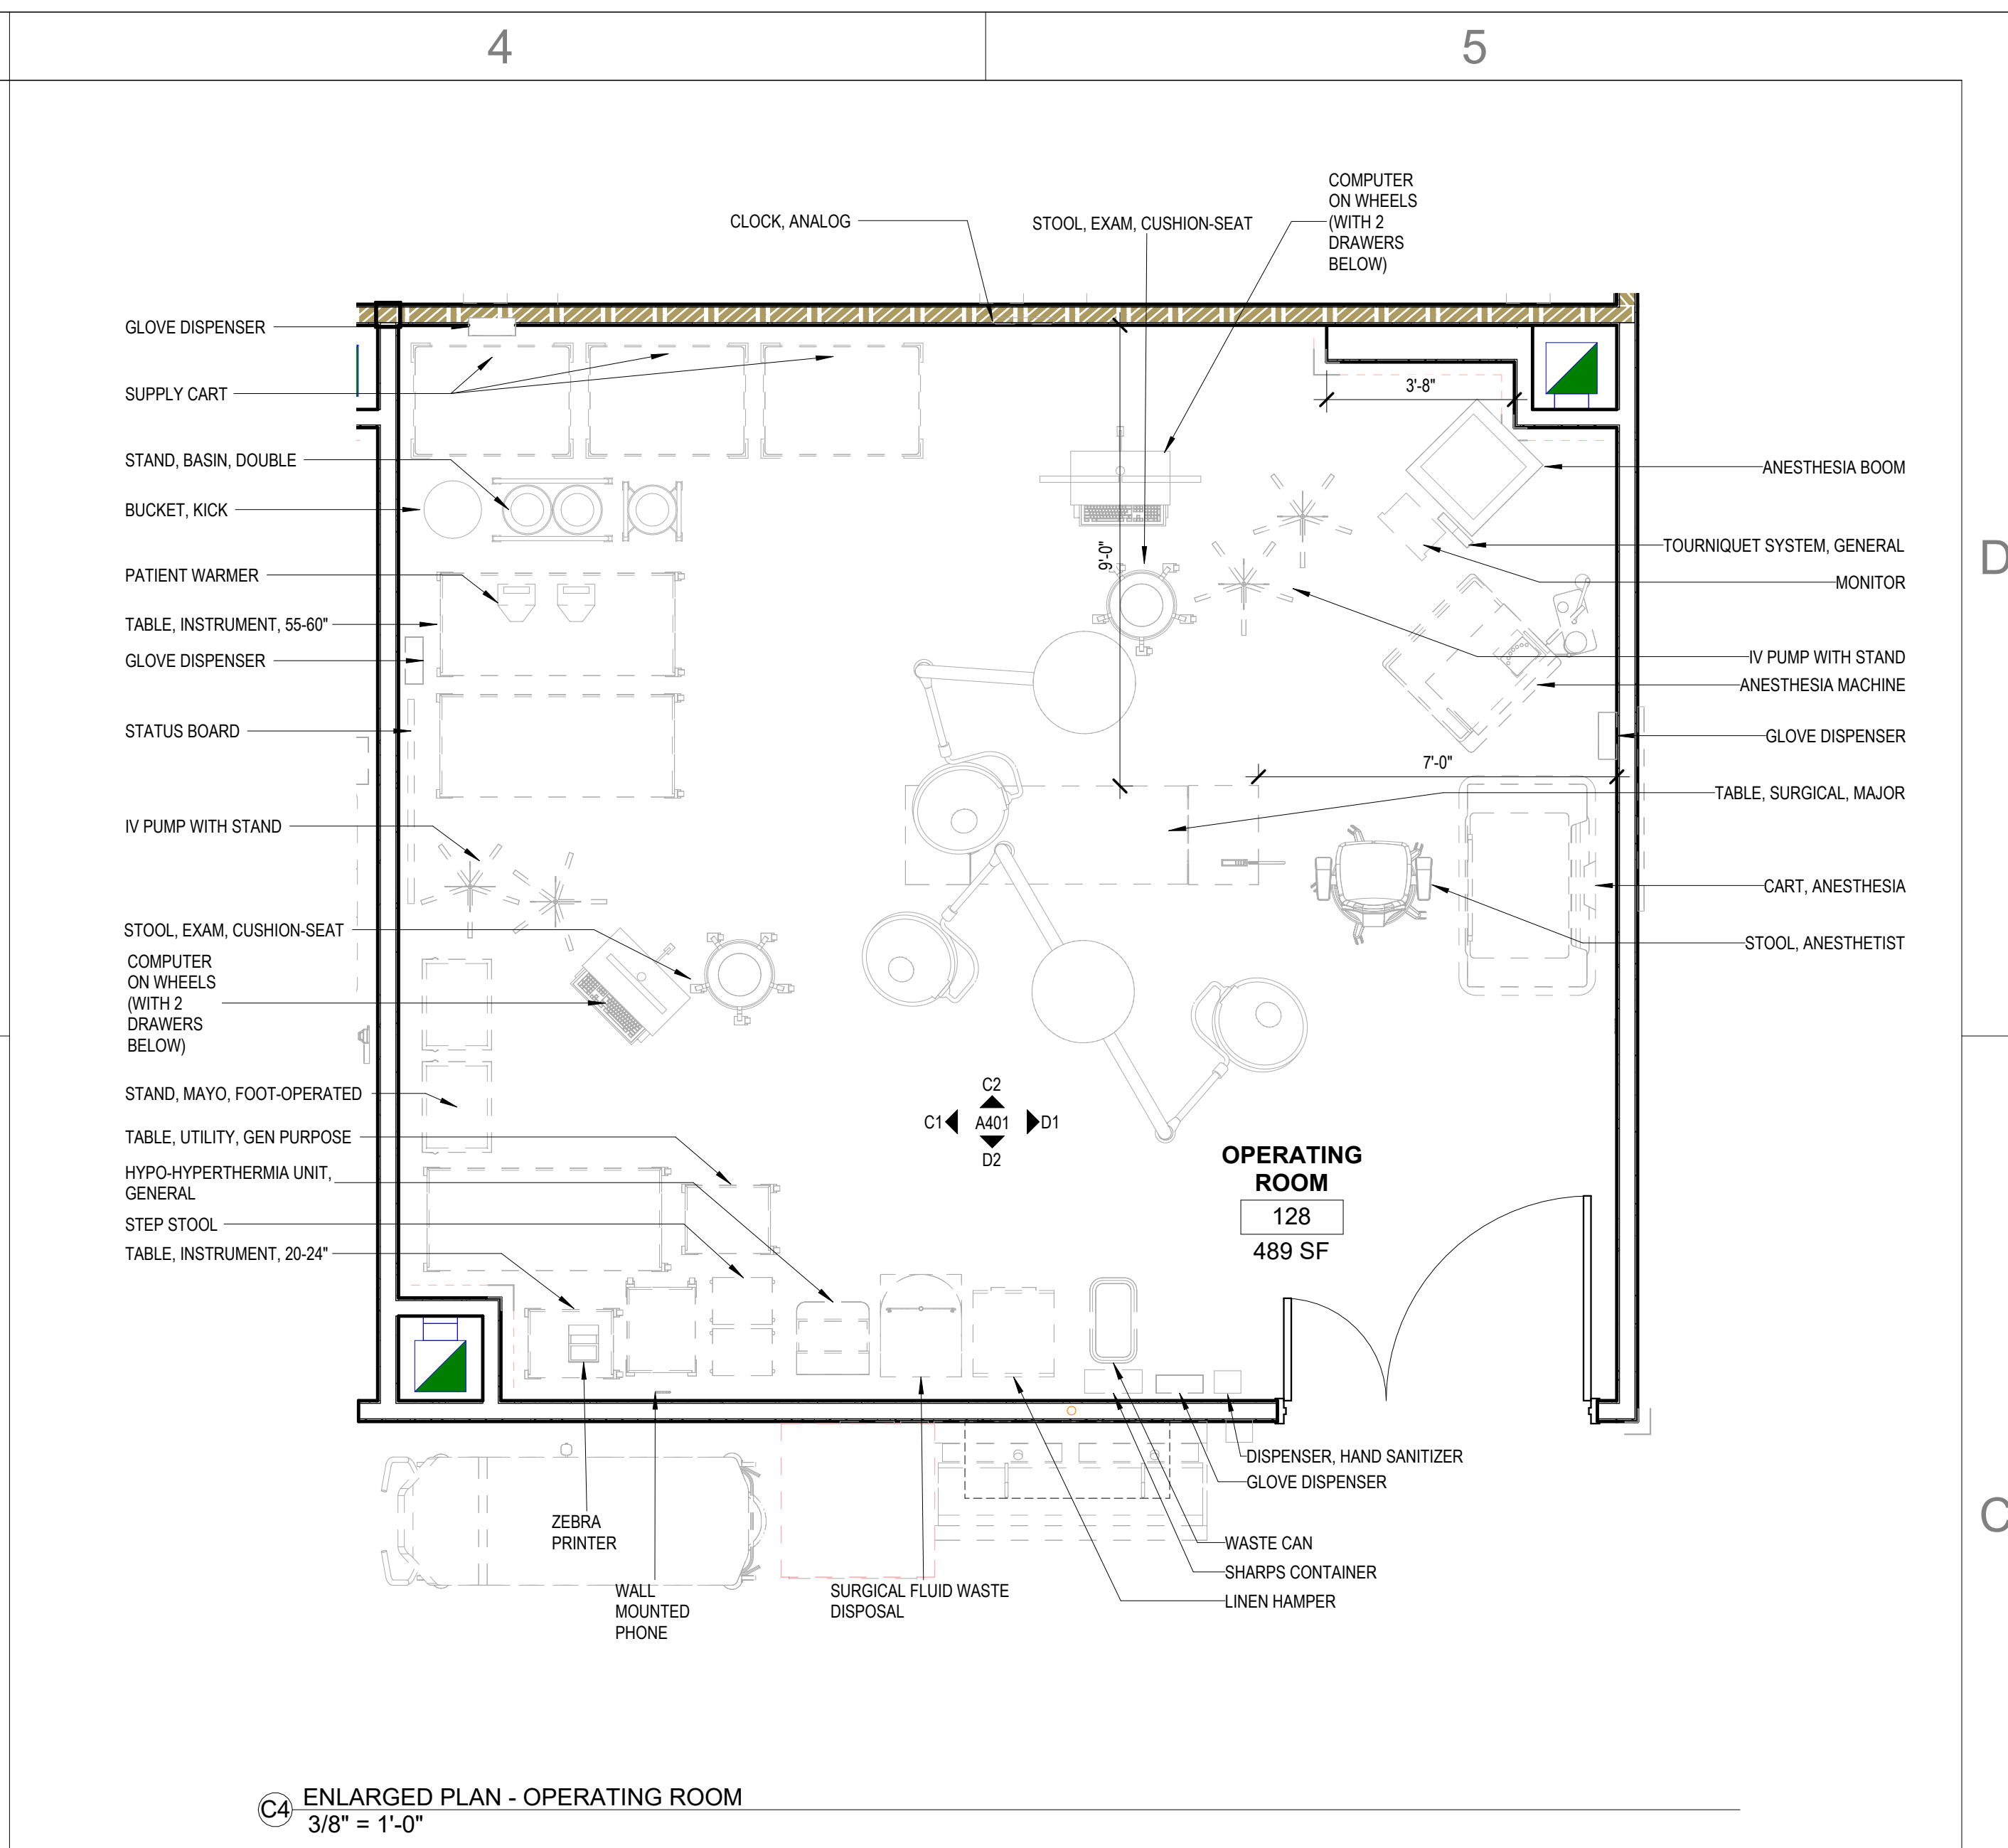 4
5
COMPUTER
ON WHEELS
(WITH 2
DRAWERS
BELOW)
CLOCK, ANALOG
STOOL, EXAM, CUSHION-SEAT
GLOVE DISPENSER
SUPPLY CART
3'-8"
STAND, BASIN, DOUBLE
ANESTHESIA BOOM
BUCKET, KICK
TOURNIQUET SYSTEM, GENERAL
D
9'-0"
PATIENT WARMER
MONITOR
TABLE, INSTRUMENT, 55-60"
GLOVE DISPENSER
IV PUMP WITH STAND
ANESTHESIA MACHINE
STATUS BOARD
GLOVE DISPENSER
7'-0"
TABLE, SURGICAL, MAJOR
IV PUMP WITH STAND
CART, ANESTHESIA
STOOL, EXAM, CUSHION-SEAT
STOOL, ANESTHETIST
COMPUTER
ON WHEELS
(WITH 2
DRAWERS
BELOW)
STAND, MAYO, FOOT-OPERATED
C2
C1 A401 D1
D2
TABLE, UTILITY, GEN PURPOSE
HYPO-HYPERTHERMIA UNIT,
GENERAL
STEP STOOL
TABLE, INSTRUMENT, 20-24"
OPERATING
ROOM
128
489 SF
DISPENSER, HAND SANITIZER
GLOVE DISPENSER
C
ZEBRA
PRINTER
WASTE CAN
SHARPS CONTAINER
LINEN HAMPER
WALL
MOUNTED
PHONE
SURGICAL FLUID WASTE
DISPOSAL
C4 ENLARGED PLAN - OPERATING ROOM
3/8" = 1'-0"